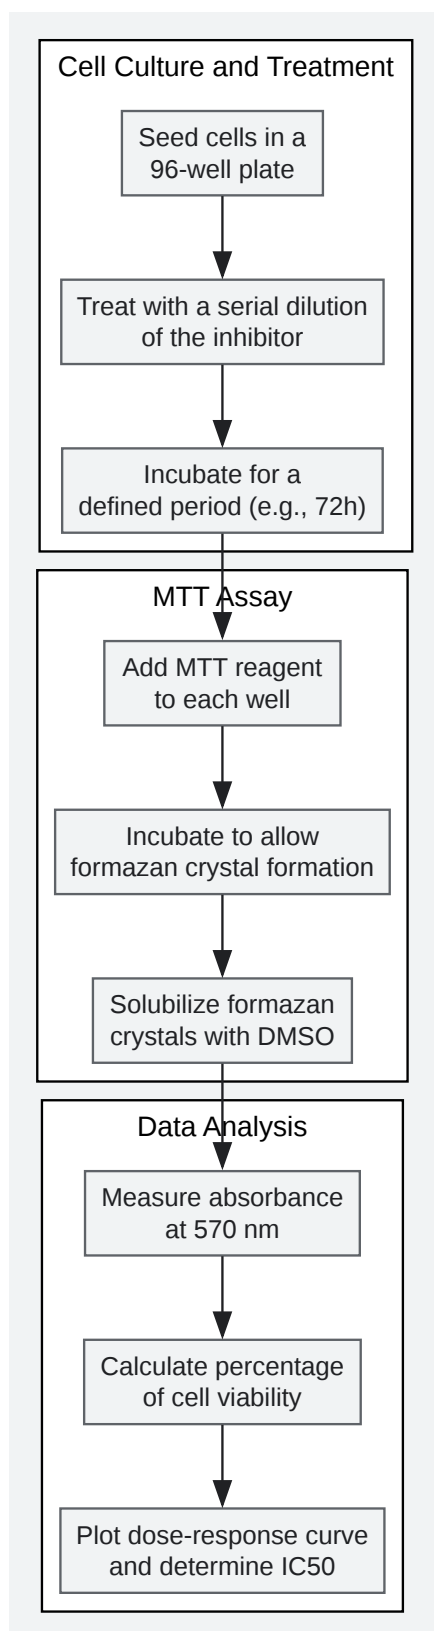 Cell Culture and Treatment
Seed cells in a
96-well plate
Treat with a serial dilution
of the inhibitor
Incubate for a
defined period (e.g., 72h)
MTT Assay
Add MTT reagent
to each well
Incubate to allow
formazan crystal formation
Solubilize formazan
crystals with DMSO
Data Analysis
Measure absorbance
at 570 nm
Calculate percentage
of cell viability
Plot dose-response curve
and determine IC50